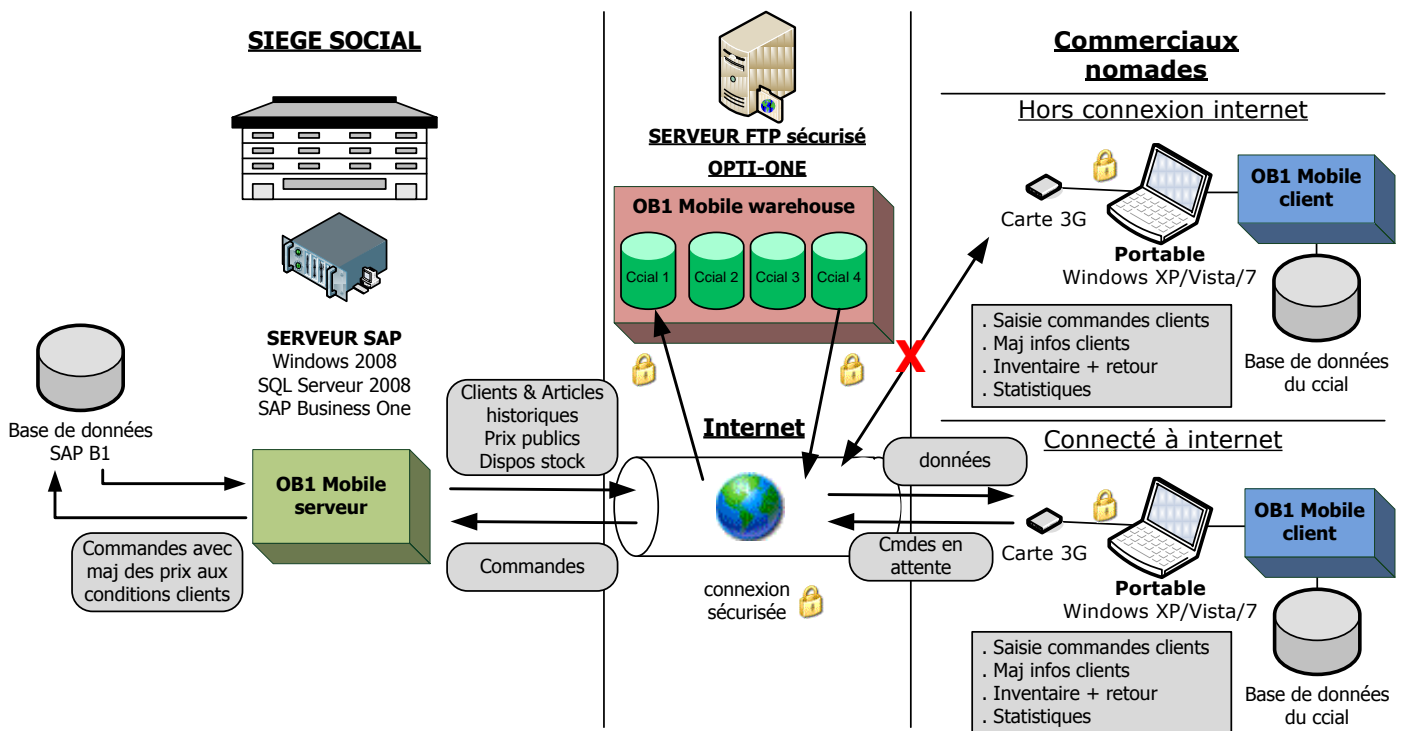 SIEGE SOCIAL
SERVEUR SAP
Windows 2008
SQL Serveur 2008
SAP Business One
Base de données
SAP B1
OB1 Mobile
serveur
Commandes avec
maj des prix aux
conditions clients
Clients & Articles
historiques
Prix publics
Dispos stock
Commandes
SERVEUR FTP sécurisé
OPTI-ONE
OB1 Mobile warehouse
Ccial 1
Ccial 2
Ccial 3
Ccial 4
Internet
connexion
sécurisée
données
Cmdes en
attente
Commerciaux
nomades
Hors connexion internet
Carte 3G
Portable
Windows XP/Vista/7
OB1 Mobile
client
. Saisie commandes clients
. Maj infos clients
. Inventaire + retour
. Statistiques
Base de données
du ccial
Connecté à internet
Carte 3G
Portable
Windows XP/Vista/7
OB1 Mobile
client
. Saisie commandes clients
. Maj infos clients
. Inventaire + retour
. Statistiques
Base de données
du ccial